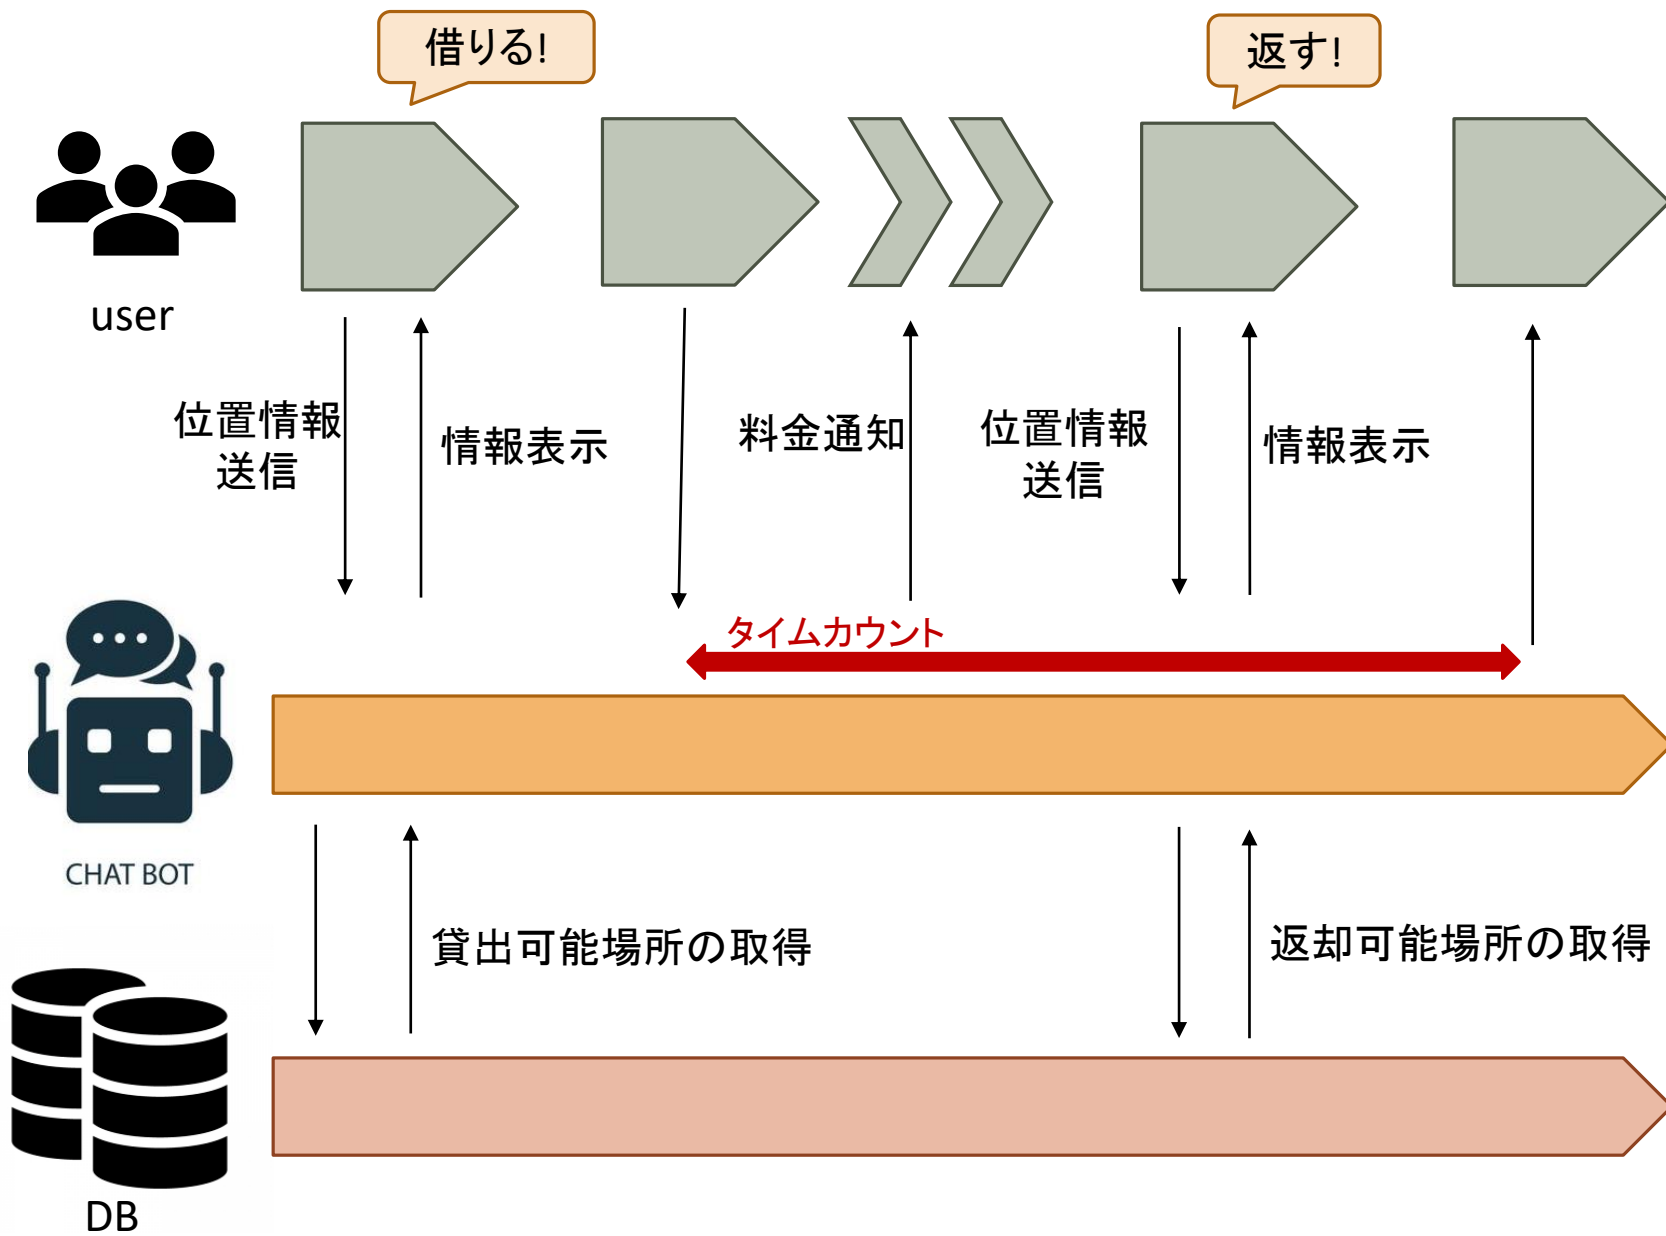 借りる!
返す!
user
位置情報
送信
情報表示
料金通知
位置情報
送信
情報表示
タイムカウント
CHAT BOT
貸出可能場所の取得
返却可能場所の取得
DB